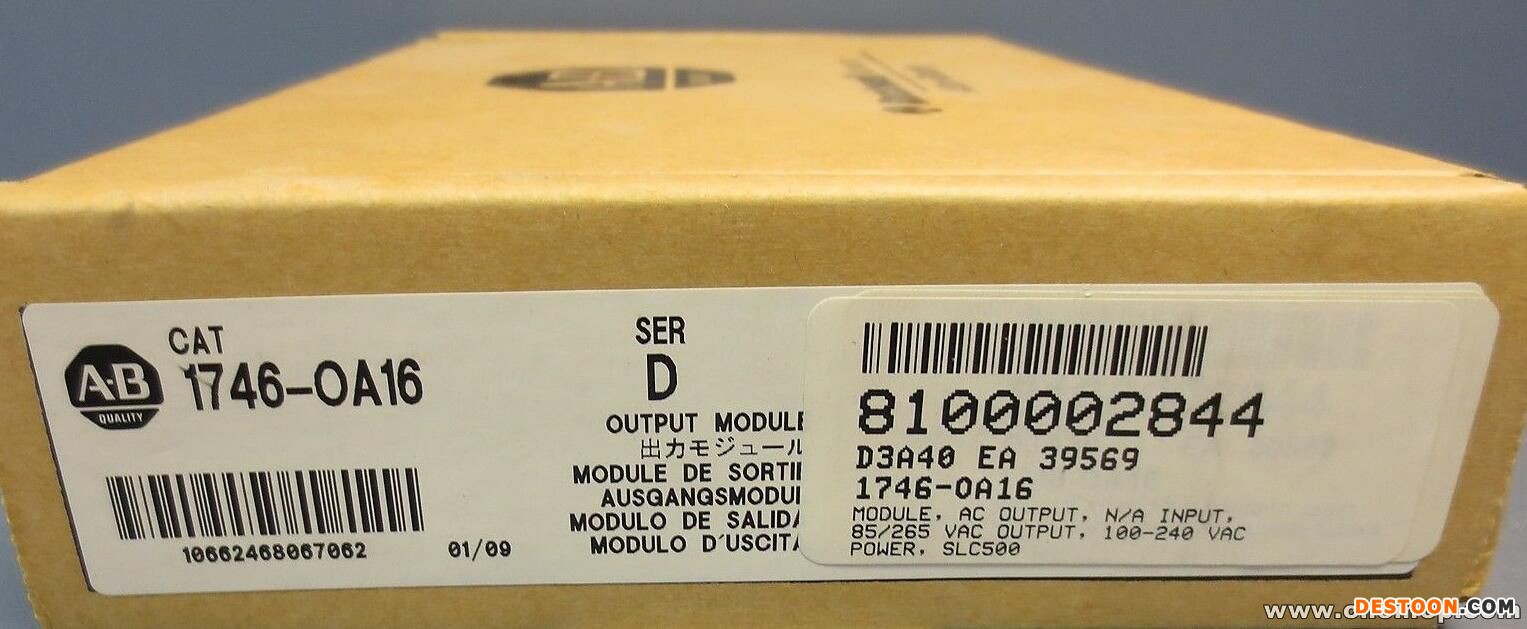 CAT
1746-OA16
A-B
QUALITY
10662468067062
01/09
SER
D
OUTPUT MODULE
出力モジュール
MODULE DE SORTIE
AUSGANGSMODUL
MODULO DE SALIDA
MODULO D'USCITA
8100002844
D3A40 EA 39569
1746-OA16
MODULE, AC OUTPUT, N/A INPUT,
85/265 VAC OUTPUT, 100-240 VAC
POWER, SLC500
DESTOON.COM